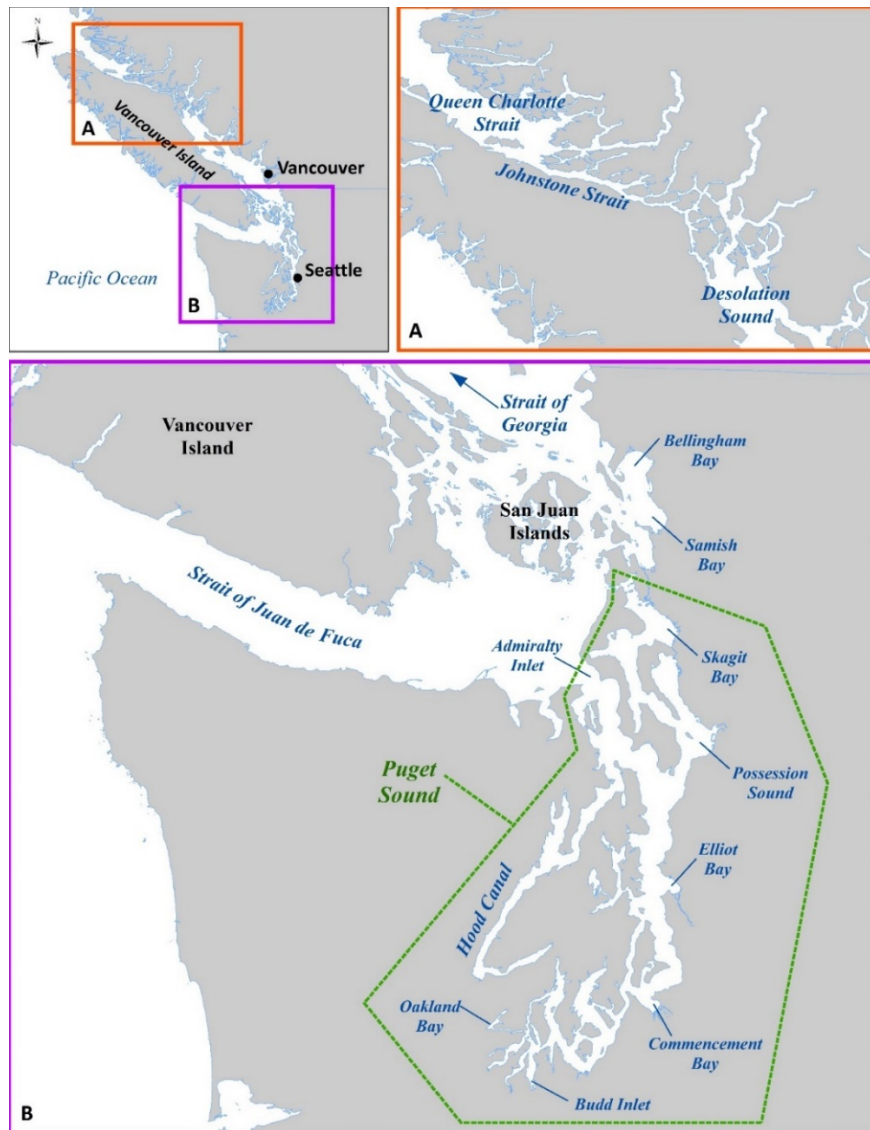 N
Vancouver Island
A
Vancouver
Seattle
Pacific Ocean
B
Queen Charlotte
Strait
Johnstone Strait
Desolation
Sound
A
Vancouver
Island
Strait of
Georgia
Bellingham
Bay
San Juan
Islands
Samish
Bay
Strait of Juan de Fuca
Admiralty
Inlet
Skagit
Bay
Puget
Sound
Possession
Sound
Elliot
Bay
Hood Canal
Oakland
Bay
Commencement
Bay
Budd Inlet
B